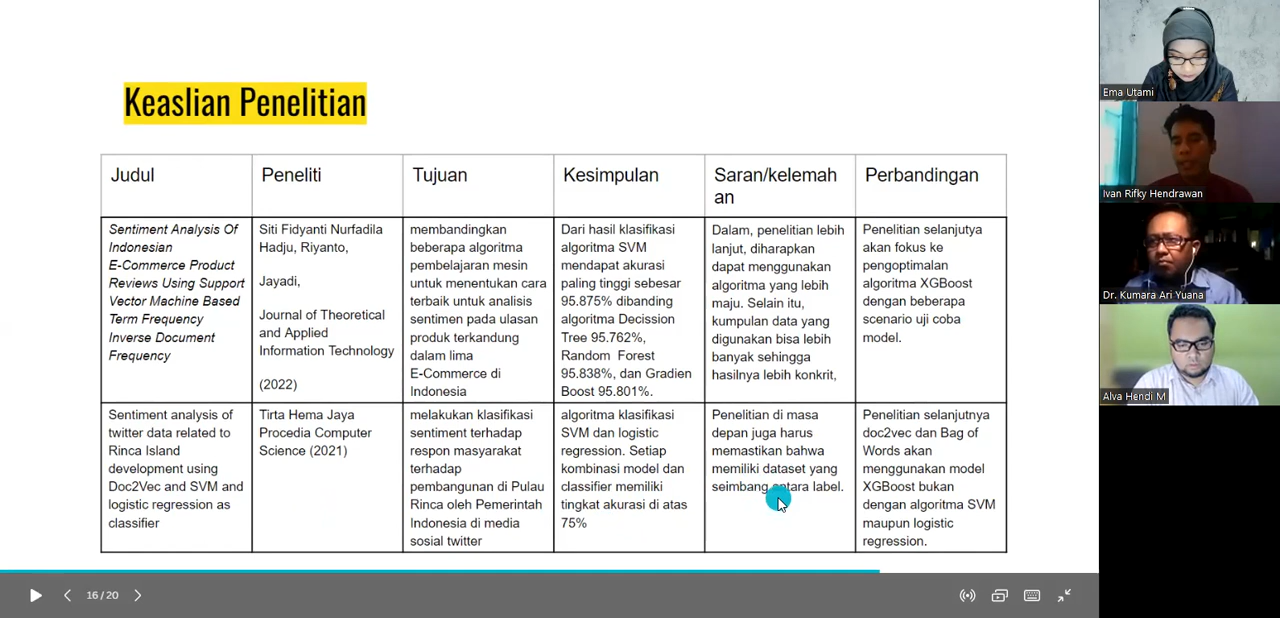 Keaslian Penelitian
Judul
Peneliti
Tujuan
Kesimpulan
Saran/kelemah
an
Perbandingan
Sentiment Analysis Of
Indonesian
E-Commerce Product
Reviews Using Support
Vector Machine Based
Term Frequency
Inverse Document
Frequency
Siti Fidyanti Nurfadila
Hadju, Riyanto,
Jayadi,
Journal of Theoretical
and Applied
Information Technology
(2022)
membandingkan
beberapa algoritma
pembelajaran mesin
untuk menentukan cara
terbaik untuk analisis
sentimen pada ulasan
produk terkandung
dalam lima
E-Commerce di
Indonesia
Dari hasil klasifikasi
algoritma SVM
mendapat akurasi
paling tinggi sebesar
95.875% dibanding
algoritma Decission
Tree 95.762%,
Random Forest
95.838%, dan Gradien
Boost 95.801%.
Dalam, penelitian lebih
lanjut, diharapkan
dapat menggunakan
algoritma yang lebih
maju. Selain itu,
kumpulan data yang
digunakan bisa lebih
banyak sehingga
hasilnya lebih konkrit,
Penelitian selanjutya
akan fokus ke
pengoptimalan
algoritma XGBoost
dengan beberapa
scenario uji coba
model.
Sentiment analysis of
twitter data related to
Rinca Island
development using
Doc2Vec and SVM and
logistic regression as
classifier
Tirta Hema Jaya
Procedia Computer
Science (2021)
melakukan klasifikasi
sentimen terhadap
respon masyarakat
terhadap
pembangunan di Pulau
Rinca oleh Pemerintah
Indonesia di media
sosial twitter
algoritma klasifikasi
SVM dan logistic
regression. Setiap
kombinasi model dan
classifier memiliki
tingkat akurasi di atas
75%
Penelitian di masa
depan juga harus
memastikan bahwa
memiliki dataset yang
seimbang antara label.
Penelitian selanjutnya
doc2vec dan Bag of
Words akan
menggunakan model
XGBoost bukan
dengan algoritma SVM
maupun logistic
regression.
16 / 20
Ema Utami
Ivan Rifky Hendrawan
Dr. Kumara Ari Yuana
Alva Hendi M